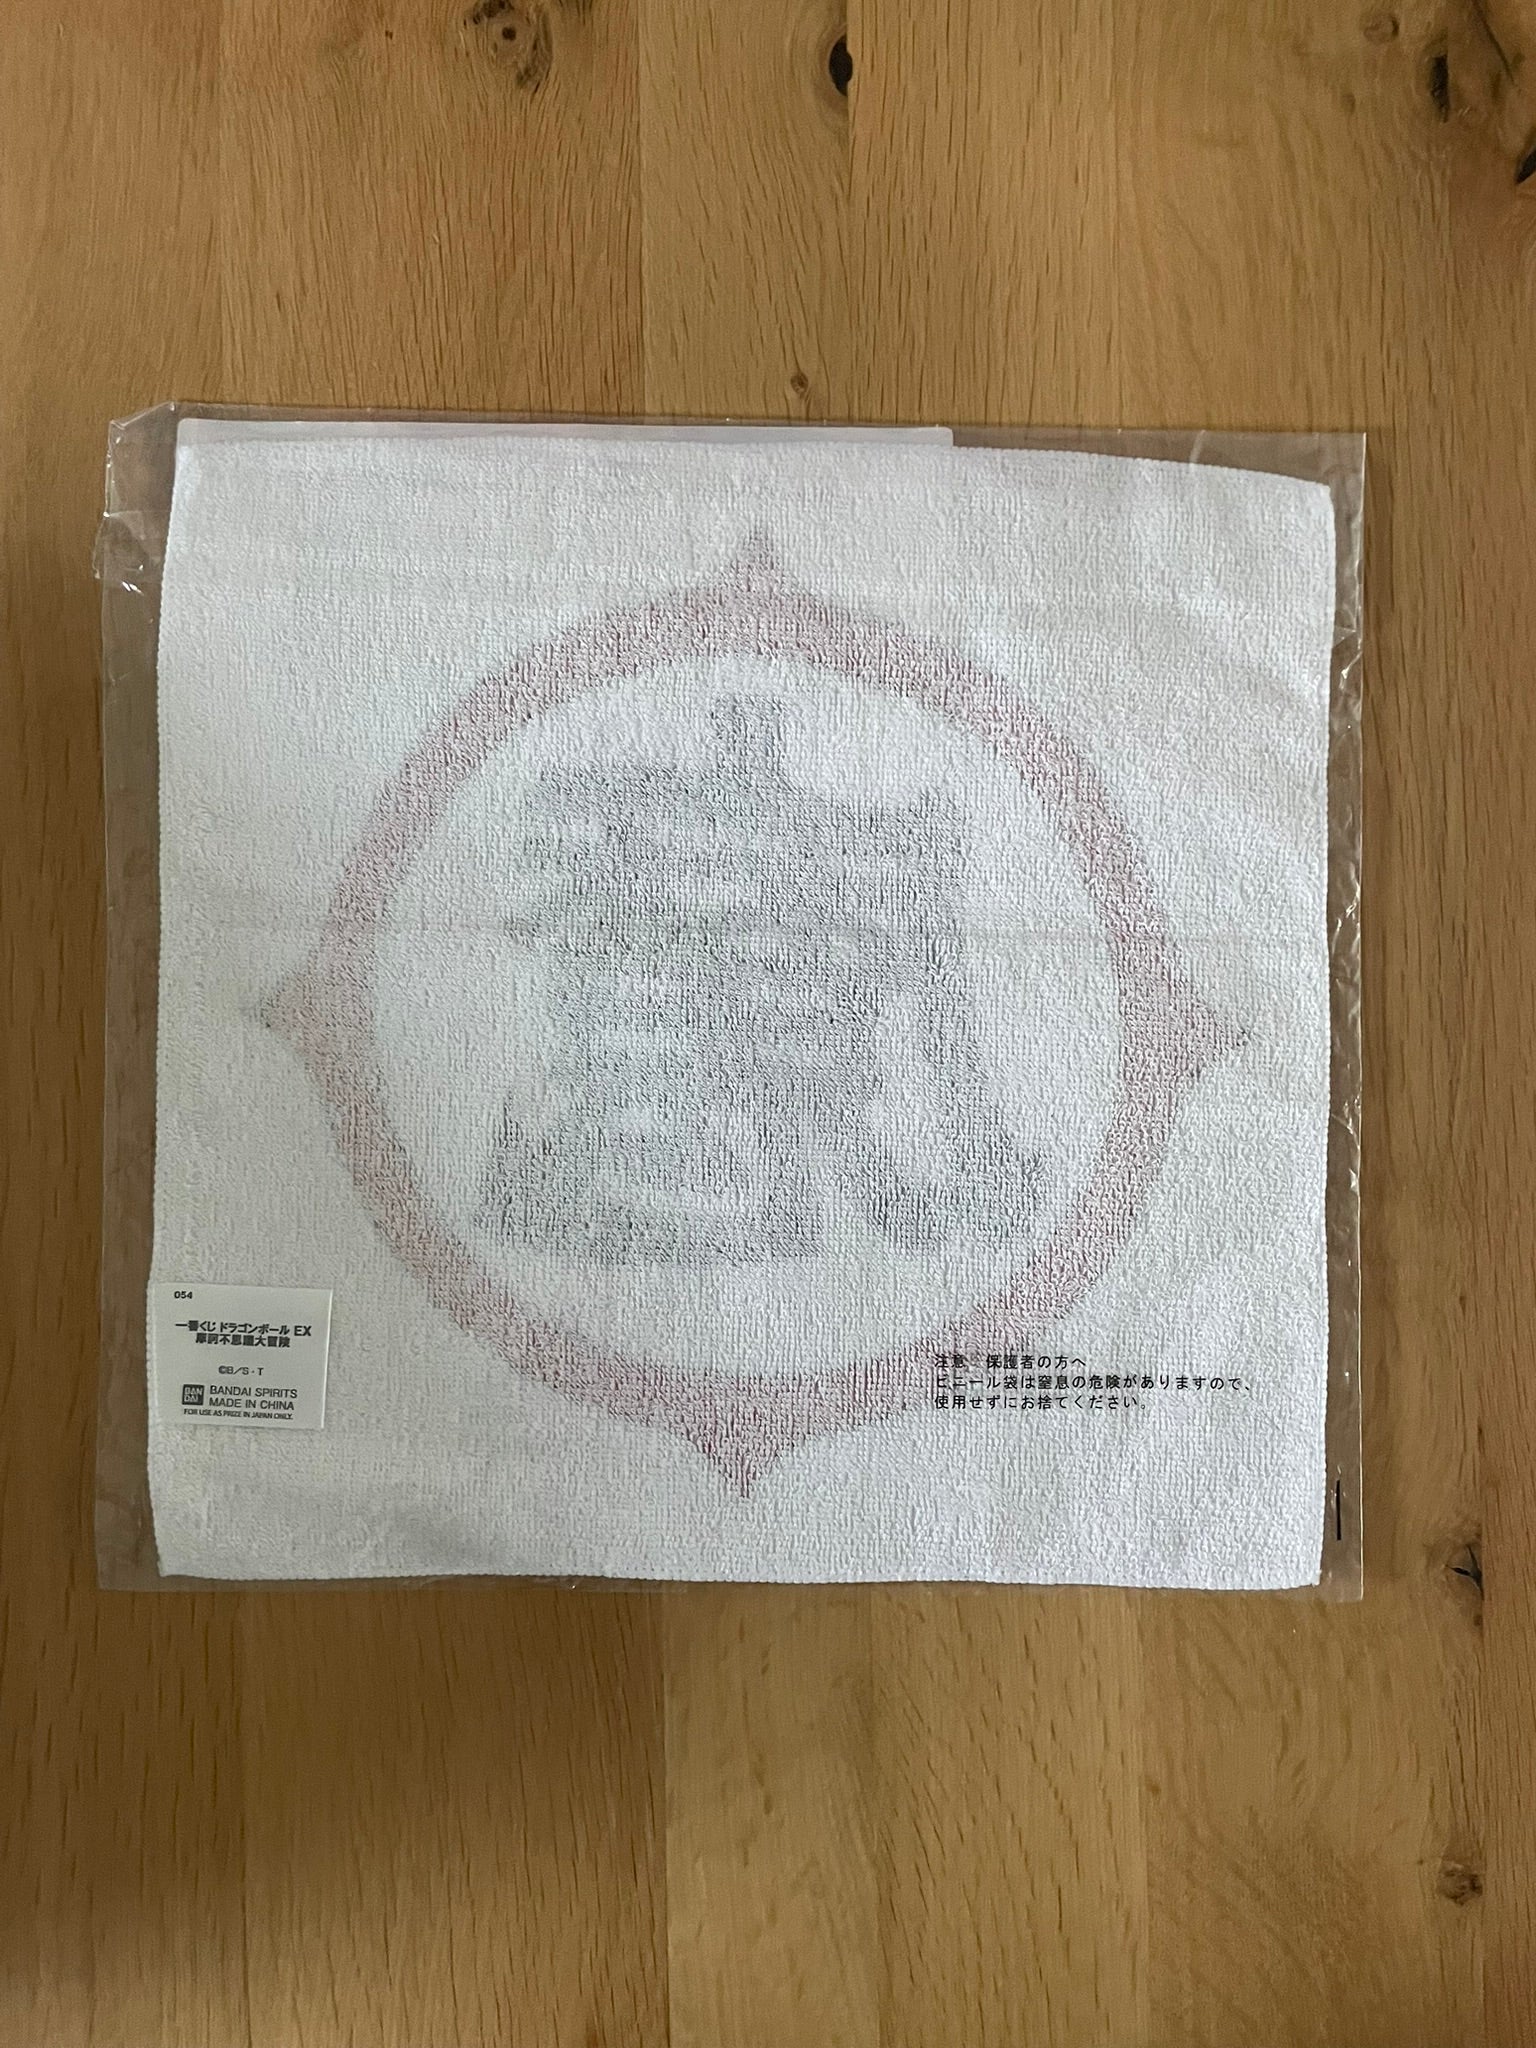 054
一番くじ ドラゴンボール EX
摩訶不思議大冒険
©B/S・T
BAN
DAI
BANDAI SPIRITS
MADE IN CHINA
FOR USE AS PRIZE IN JAPAN ONLY.
注意 保護者の方へ
ビニール袋は窒息の危険がありますので、
使用せずにお捨てください。